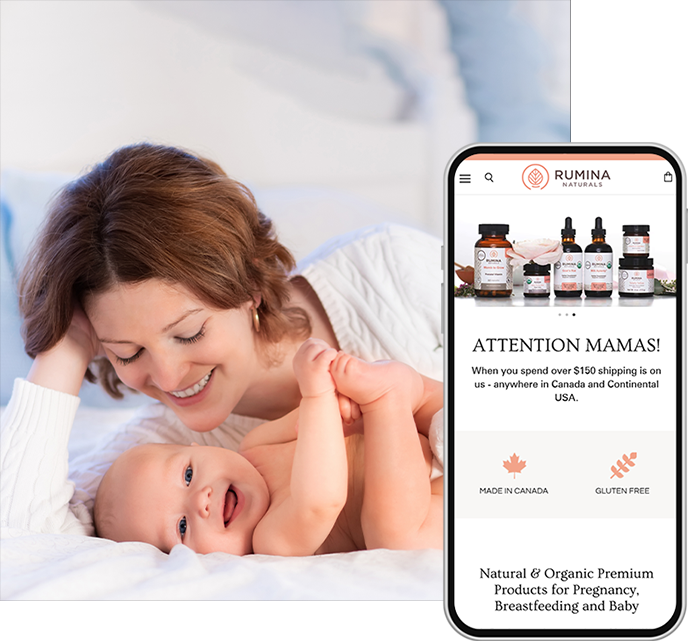 RUMINA
NATURALS
RUMINA
ATTENTION MAMAS!
When you spend over $150 shipping is on
us - anywhere in Canada and Continental
USA.
MADE IN CANADA
GLUTEN FREE
Natural & Organic Premium
Products for Pregnancy,
Breastfeeding and Baby